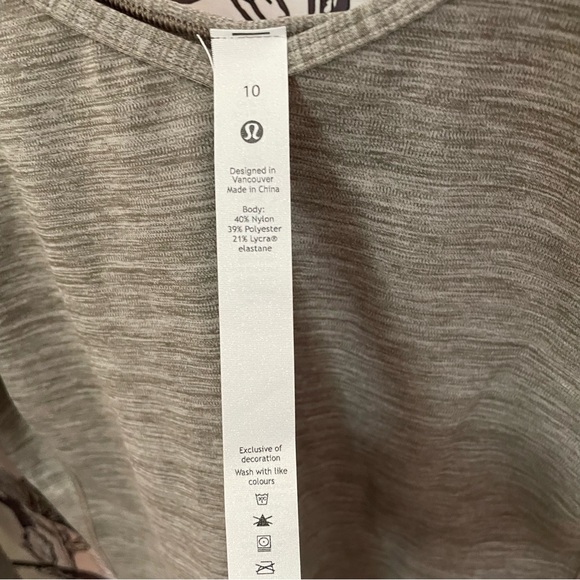 10
Designed in
Vancouver
Made in China
Body:
40% Nylon
39% Polyester
21% Lycra®
elastane
Exclusive of
decoration
Wash with like
colours